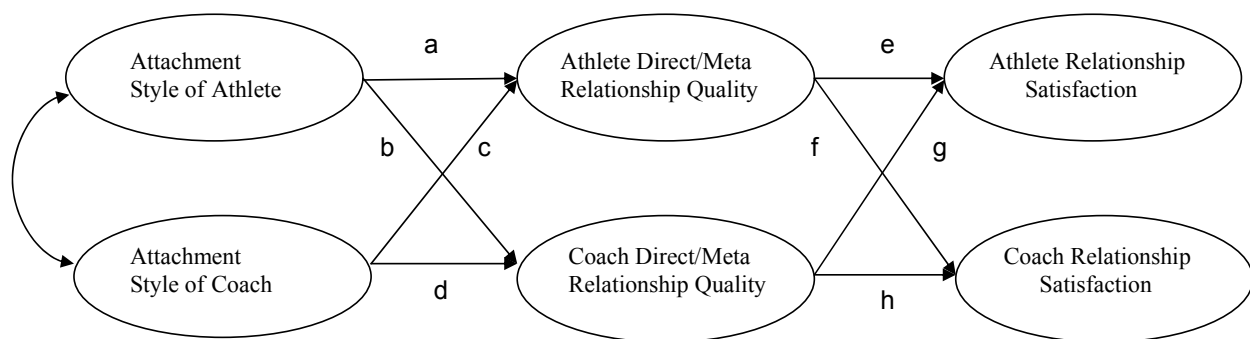 Attachment
Style of Athlete
a
Athlete Direct/Meta
Relationship Quality
e
Athlete Relationship
Satisfaction
b
c
f
g
Attachment
Style of Coach
d
Coach Direct/Meta
Relationship Quality
h
Coach Relationship
Satisfaction